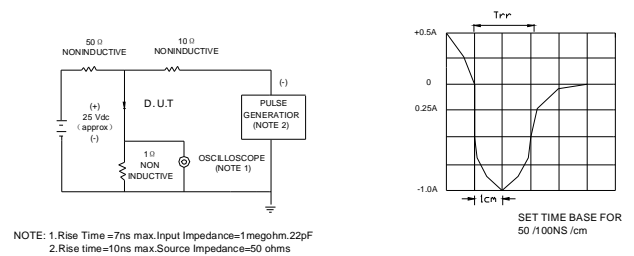 50 Ω
NONINDUCTIVE
10 Ω
NONINDUCTIVE
(+)
25 Vdc
(approx)
(-)
D.U.T
(-)
PULSE
GENERATIOR
(NOTE 2)
1 Ω
NON
INDUCTIVE
OSCILLOSCOPE
(NOTE 1)
NOTE: 1.Rise Time =7ns max.Input Impedance=1megohm.22pF
2.Rise time=10ns max.Source Impedance=50 ohms
Trr
+0.5A
0
0.25A
-1.0A
1cm
SET TIME BASE FOR
50 /100NS /cm